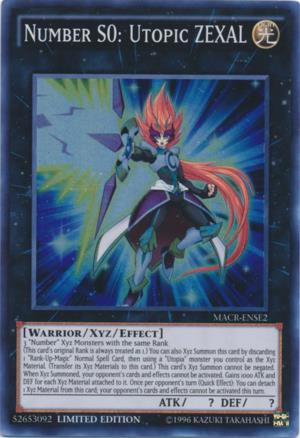 NUMBER S0: UTOPIC ZEXAL
光
MACR-ENSE2
[WARRIOR/XYZ/EFFECT]
3 "Number" Xyz Monsters with the same Rank
(This card's original Rank is always treated as 1.) You can also Xyz Summon this card by discarding
1 "Rank-Up-Magic" Normal Spell Card, then using a "Utopia" monster you control as the Xyz
Material. (Transfer its Xyz Materials to this card.) This card's Xyz Summon cannot be negated.
When Xyz Summoned, your opponent's cards and effects cannot be activated. Gains 1000 ATK and
DEF for each Xyz Material attached to it. Once per opponent's turn (Quick Effect): You can detach
1 Xyz Material from this card; your opponent's cards and effects cannot be activated this turn.
ATK/ ? DEF/ ?
52653092 LIMITED EDITION ©1996 KAZUKI TAKAHASHI